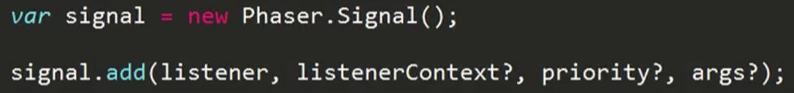 var signal = new Phaser.Signal();
signal.add(listener, listenerContext?, priority?, args?);